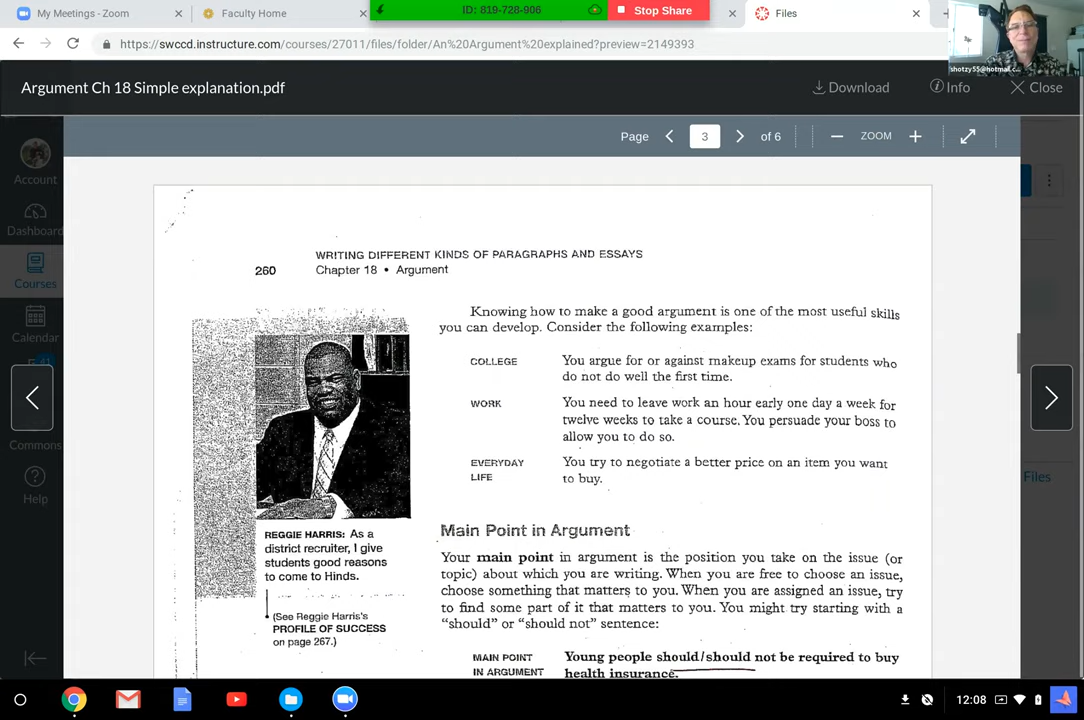 My Meetings - Zoom
Faculty Home
ID: 819-728-906
Stop Share
Files
https://swccd.instructure.com/courses/27011/files/folder/An%20Argument%20explained?preview=2149393
Argument Ch 18 Simple explanation.pdf
Download
Info
Close
Page
3
of 6
ZOOM
Account
Dashboard
Courses
Calendar
41
Commons
Help
Files
WRITING DIFFERENT KINDS OF PARAGRAPHS AND ESSAYS
260
Chapter 18 • Argument
Knowing how to make a good argument is one of the most useful skills
you can develop. Consider the following examples:
COLLEGE
You argue for or against makeup exams for students who
do not do well the first time.
WORK
You need to leave work an hour early one day a week for
twelve weeks to take a course. You persuade your boss to
allow you to do so.
EVERYDAY
LIFE
You try to negotiate a better price on an item you want
to buy.
REGGIE HARRIS: As a
district recruiter, I give
students good reasons
to come to Hinds.
(See Reggie Harris's
PROFILE OF SUCCESS
on page 267.)
Main Point in Argument
Your main point in argument is the position you take on the issue (or
topic) about which you are writing. When you are free to choose an issue,
choose something that matters to you. When you are assigned an issue, try
to find some part of it that matters to you. You might try starting with a
“should” or “should not” sentence:
MAIN POINT
IN ARGUMENT
Young people should/should not be required to buy
health insurance.
12:08